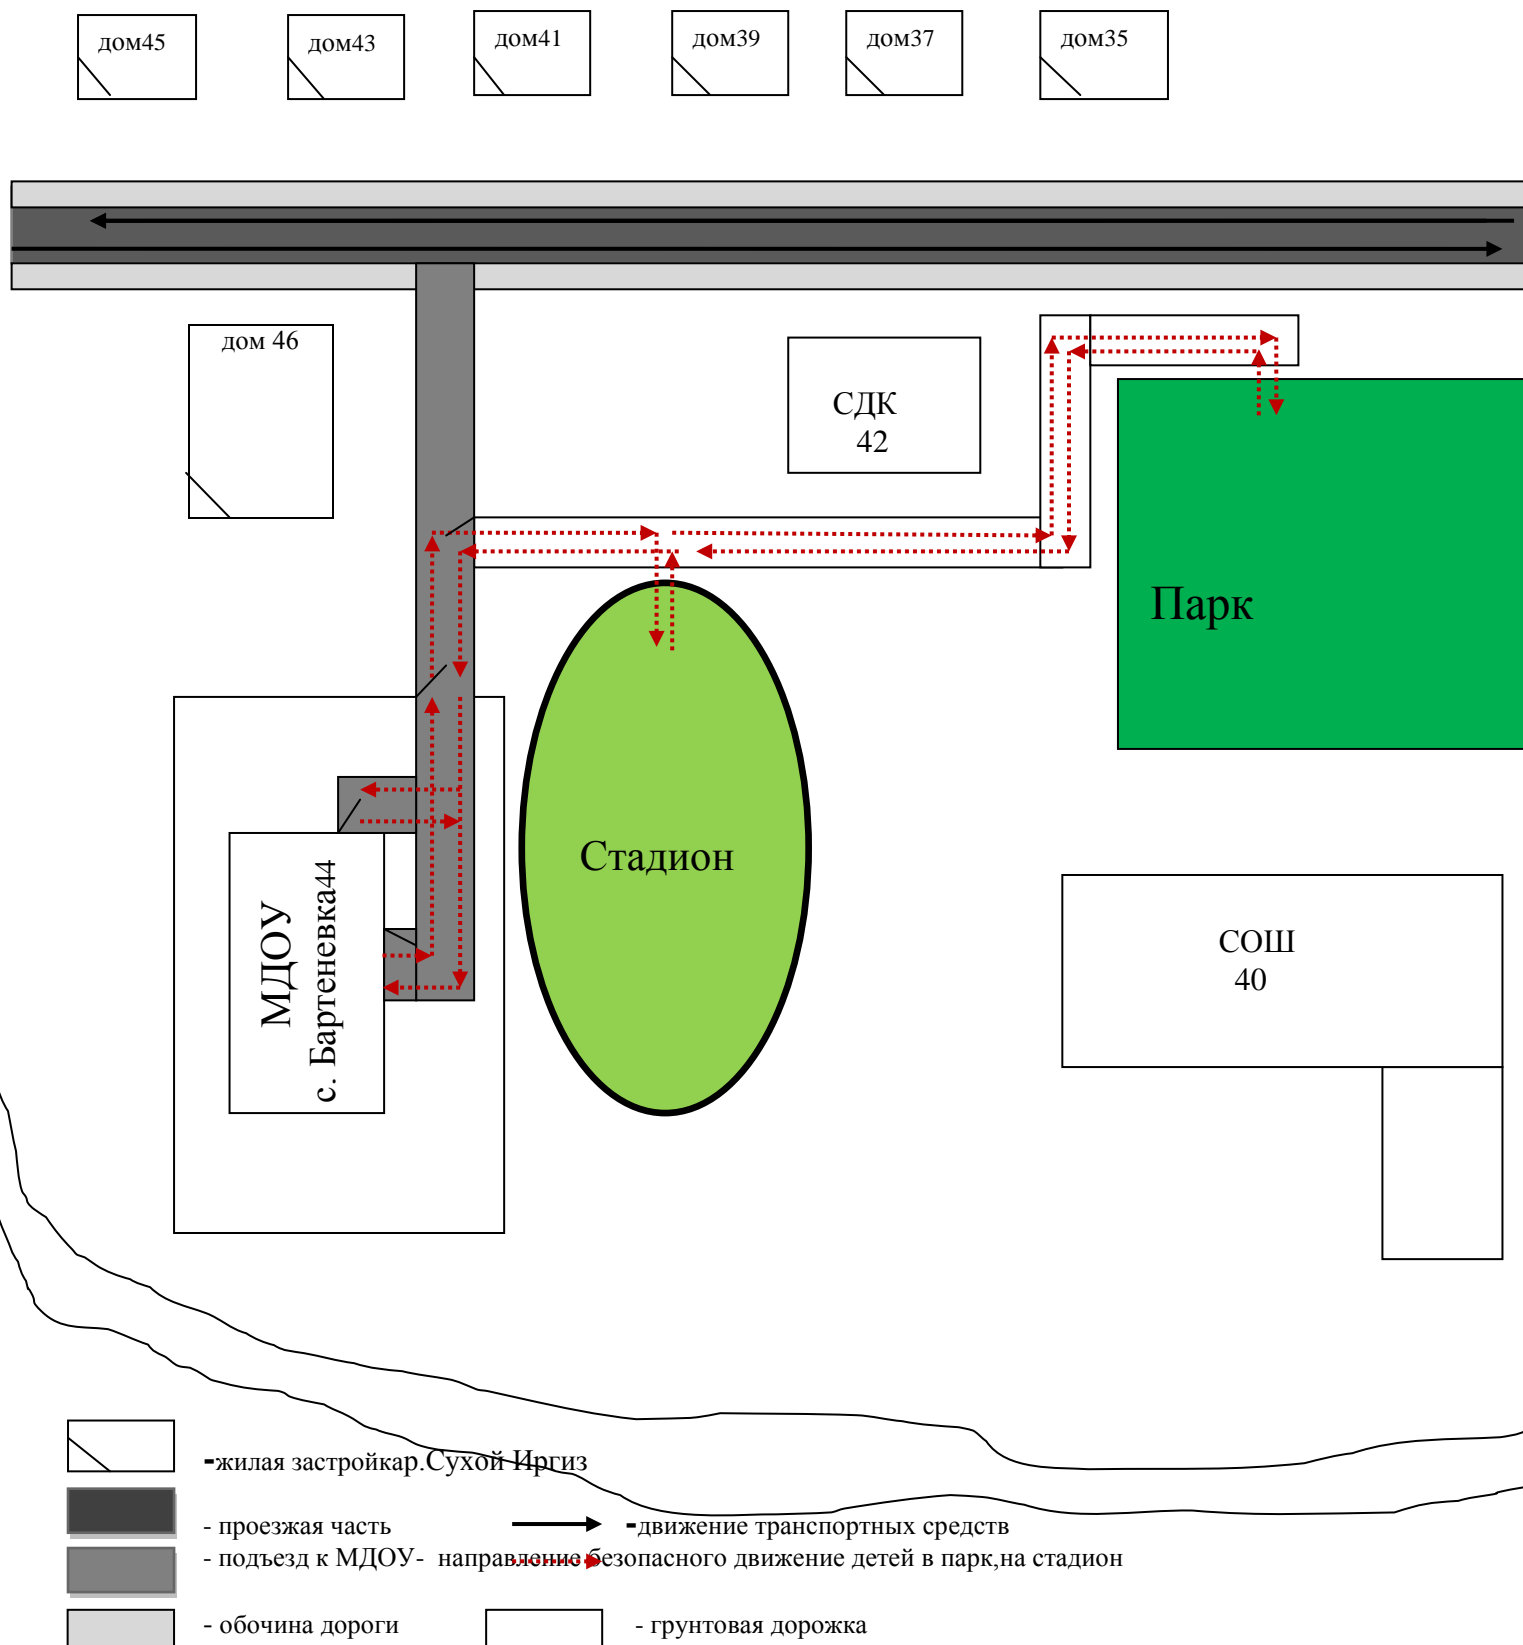 дом45
дом43
дом41
дом39
дом37
дом35
дом 46
СДК
42
Парк
Стадион
МДОУ
с. Бартеневка44
СОШ
40
-жилая застройкар.Сухой Иргиз
- проезжая часть
-движение транспортных средств
- подъезд к МДОУ- направление безопасного движение детей в парк,на стадион
- обочина дороги
- грунтовая дорожка